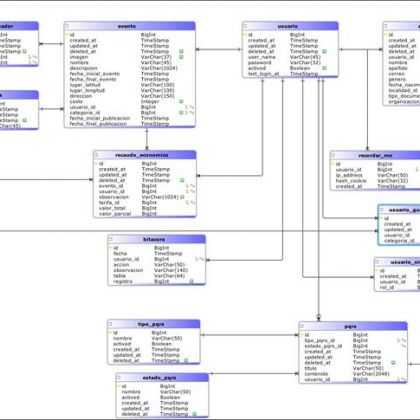 ador
BigInt
TimeStamp
TimeStamp
TimeStamp
BigInt
BigInt
evento
id BigInt
created_at TimeStamp
updated_at TimeStamp
deleted_at TimeStamp
imagen VarChar(37)
nombre VarChar(45)
descripcion VarChar(1024)
fecha_inicial_evento TimeStamp
fecha_final_evento TimeStamp
lugar_latitud VarChar(100)
lugar_longitud VarChar(100)
direccion VarChar(150)
costo Integer
usuario_id BigInt
categoria_id BigInt
fecha_inicial_publicacion TimeStamp
fecha_final_publicacion TimeStamp
usuario
id BigInt
created_at TimeStamp
updated_at TimeStamp
deleted_at TimeStamp
user_name VarChar(45)
password VarChar(32)
actived Boolean
last_login_at TimeStamp
id
created_at
updated_at
deleted_at
usuario_id
nombre
apellido
correo
genero
fecha_nacim
localidad_id
tipo_docume
organizacion
BigInt
TimeStamp
TimeStamp
TimeStamp
VarChar(45)
recaudo_economico
id BigInt
created_at TimeStamp
updated_at TimeStamp
deleted_at TimeStamp
evento_id BigInt
usuario_id BigInt
observacion VarChar(1024)
tarifa_id BigInt
valor_total BigInt
valor_parcial BigInt
recordar_me
id BigInt
usuario_id BigInt
ip_address VarChar(50)
hash_cookie VarChar(32)
created_at TimeStamp
usuario_gu
id
created_at
updated_at
usuario_id
categoria_id
bitacora
id BigInt
fecha TimeStamp
usuario_id BigInt
accion VarChar(50)
observacion VarChar(140)
tabla VarChar(64)
registro BigInt
id
created_at
usuario_id
rol_id
tipo_pqrs
id BigInt
nombre VarChar(50)
actived Boolean
created_at TimeStamp
updated_at TimeStamp
deleted_at TimeStamp
pqrs
id BigInt
estado_pqrs_id BigInt
created_at TimeStamp
updated_at TimeStamp
deleted_at TimeStamp
titulo VarChar(50)
contenido VarChar(2048)
usuario_id BigInt
estado_pqrs
id BigInt
nombre VarChar(50)
actived Boolean
created_at TimeStamp
updated_at TimeStamp
deleted_at TimeStamp